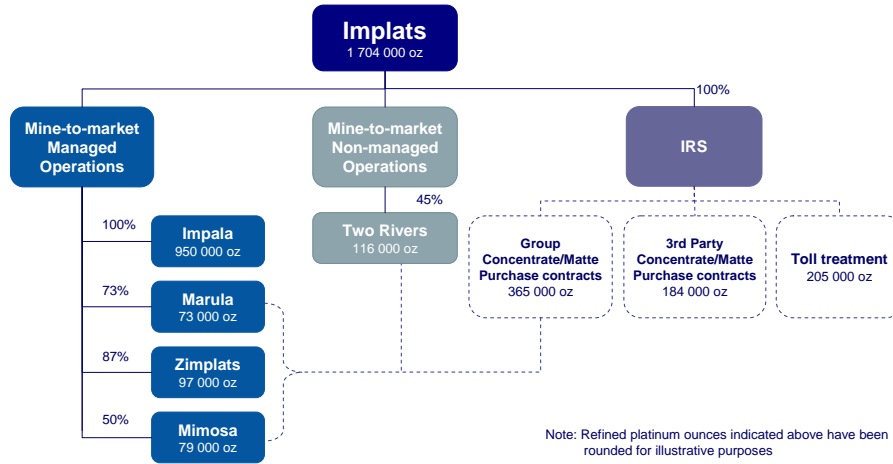 Implats
1 704 000 oz
100%
Mine-to-market
Managed
Operations
Mine-to-market
Non-managed
Operations
IRS
45%
100%
Impala
950 000 oz
Two Rivers
116 000 oz
Group
Concentrate/Matte
Purchase contracts
365 000 oz
3rd Party
Concentrate/Matte
Purchase contracts
184 000 oz
Toll treatment
205 000 oz
73%
Marula
73 000 oz
87%
Zimplats
97 000 oz
50%
Mimosa
79 000 oz
Note: Refined platinum ounces indicated above have been
rounded for illustrative purposes